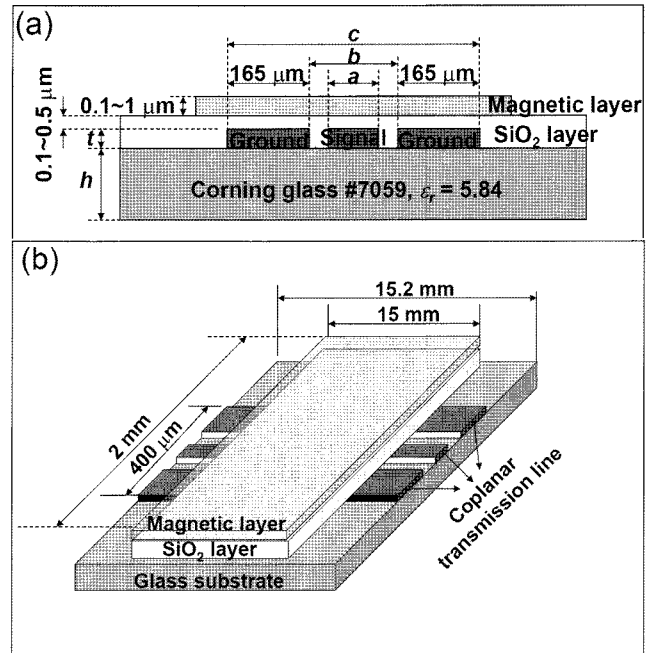 (a)
c
b
165 μm
a
165 μm
0.1~1 μm
Magnetic layer
0.1~0.5 μm
t
Ground
Signal
Ground
SiO₂ layer
h
Corning glass #7059, εᵣ = 5.84
(b)
15.2 mm
15 mm
2 mm
400 μm
Coplanar
transmission line
Magnetic layer
SiO₂ layer
Glass substrate